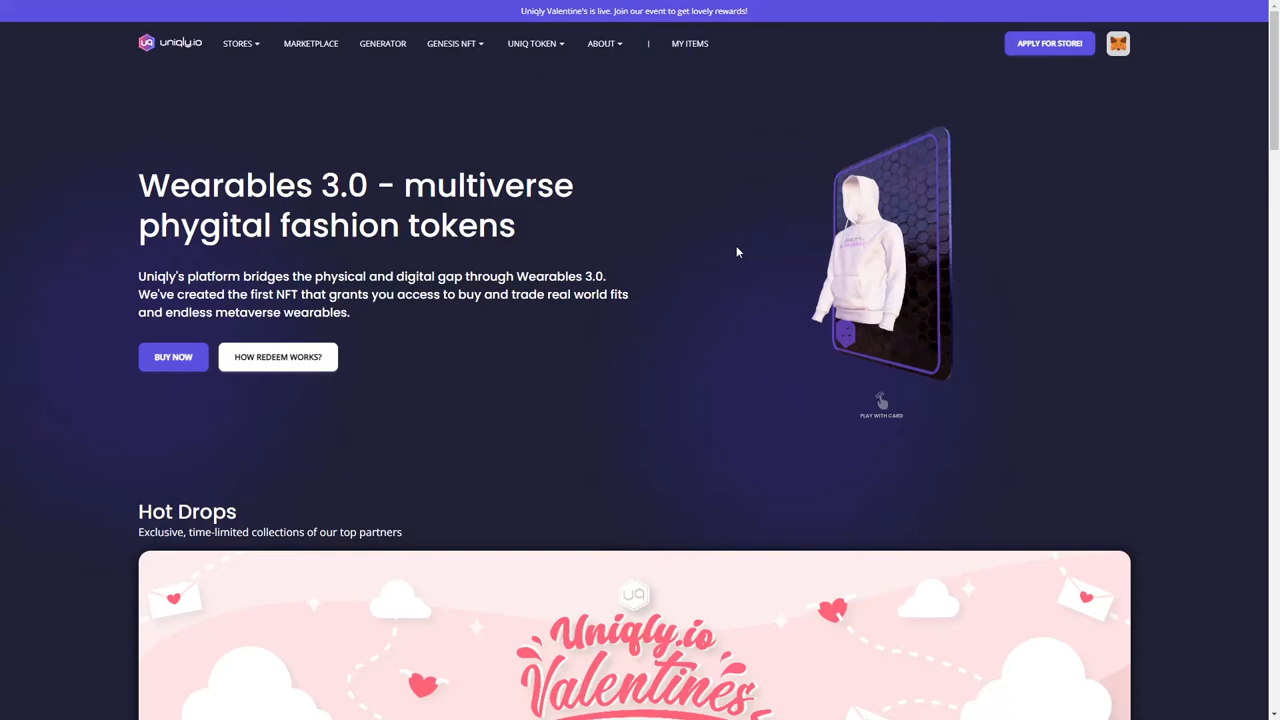 Uniqly Valentine's is live. Join our event to get lovely rewards!
uniqly.io STORES MARKETPLACE GENERATOR GENESIS NFT UNIQ TOKEN ABOUT | MY ITEMS APPLY FOR STORE!
Wearables 3.0 - multiverse
phygital fashion tokens
Uniqly's platform bridges the physical and digital gap through Wearables 3.0.
We've created the first NFT that grants you access to buy and trade real world fits
and endless metaverse wearables.
BUY NOW HOW REDEEM WORKS?
PLAY WITH CARD
Hot Drops
Exclusive, time-limited collections of our top partners
Uniqly.io
Valentines